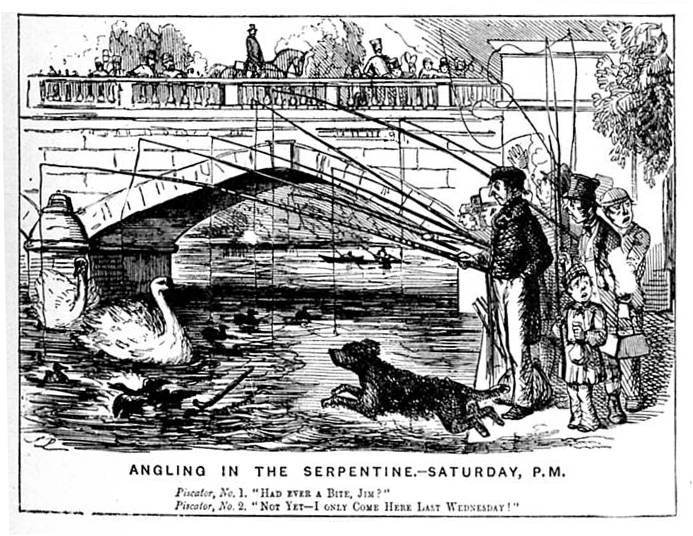 ANGLING IN THE SERPENTINE.—SATURDAY, P.M.
Piscator, No. 1. "HAD EVER A BITE, JIM?"
Piscator, No. 2. "NOT YET—I ONLY COME HERE LAST WEDNESDAY!"